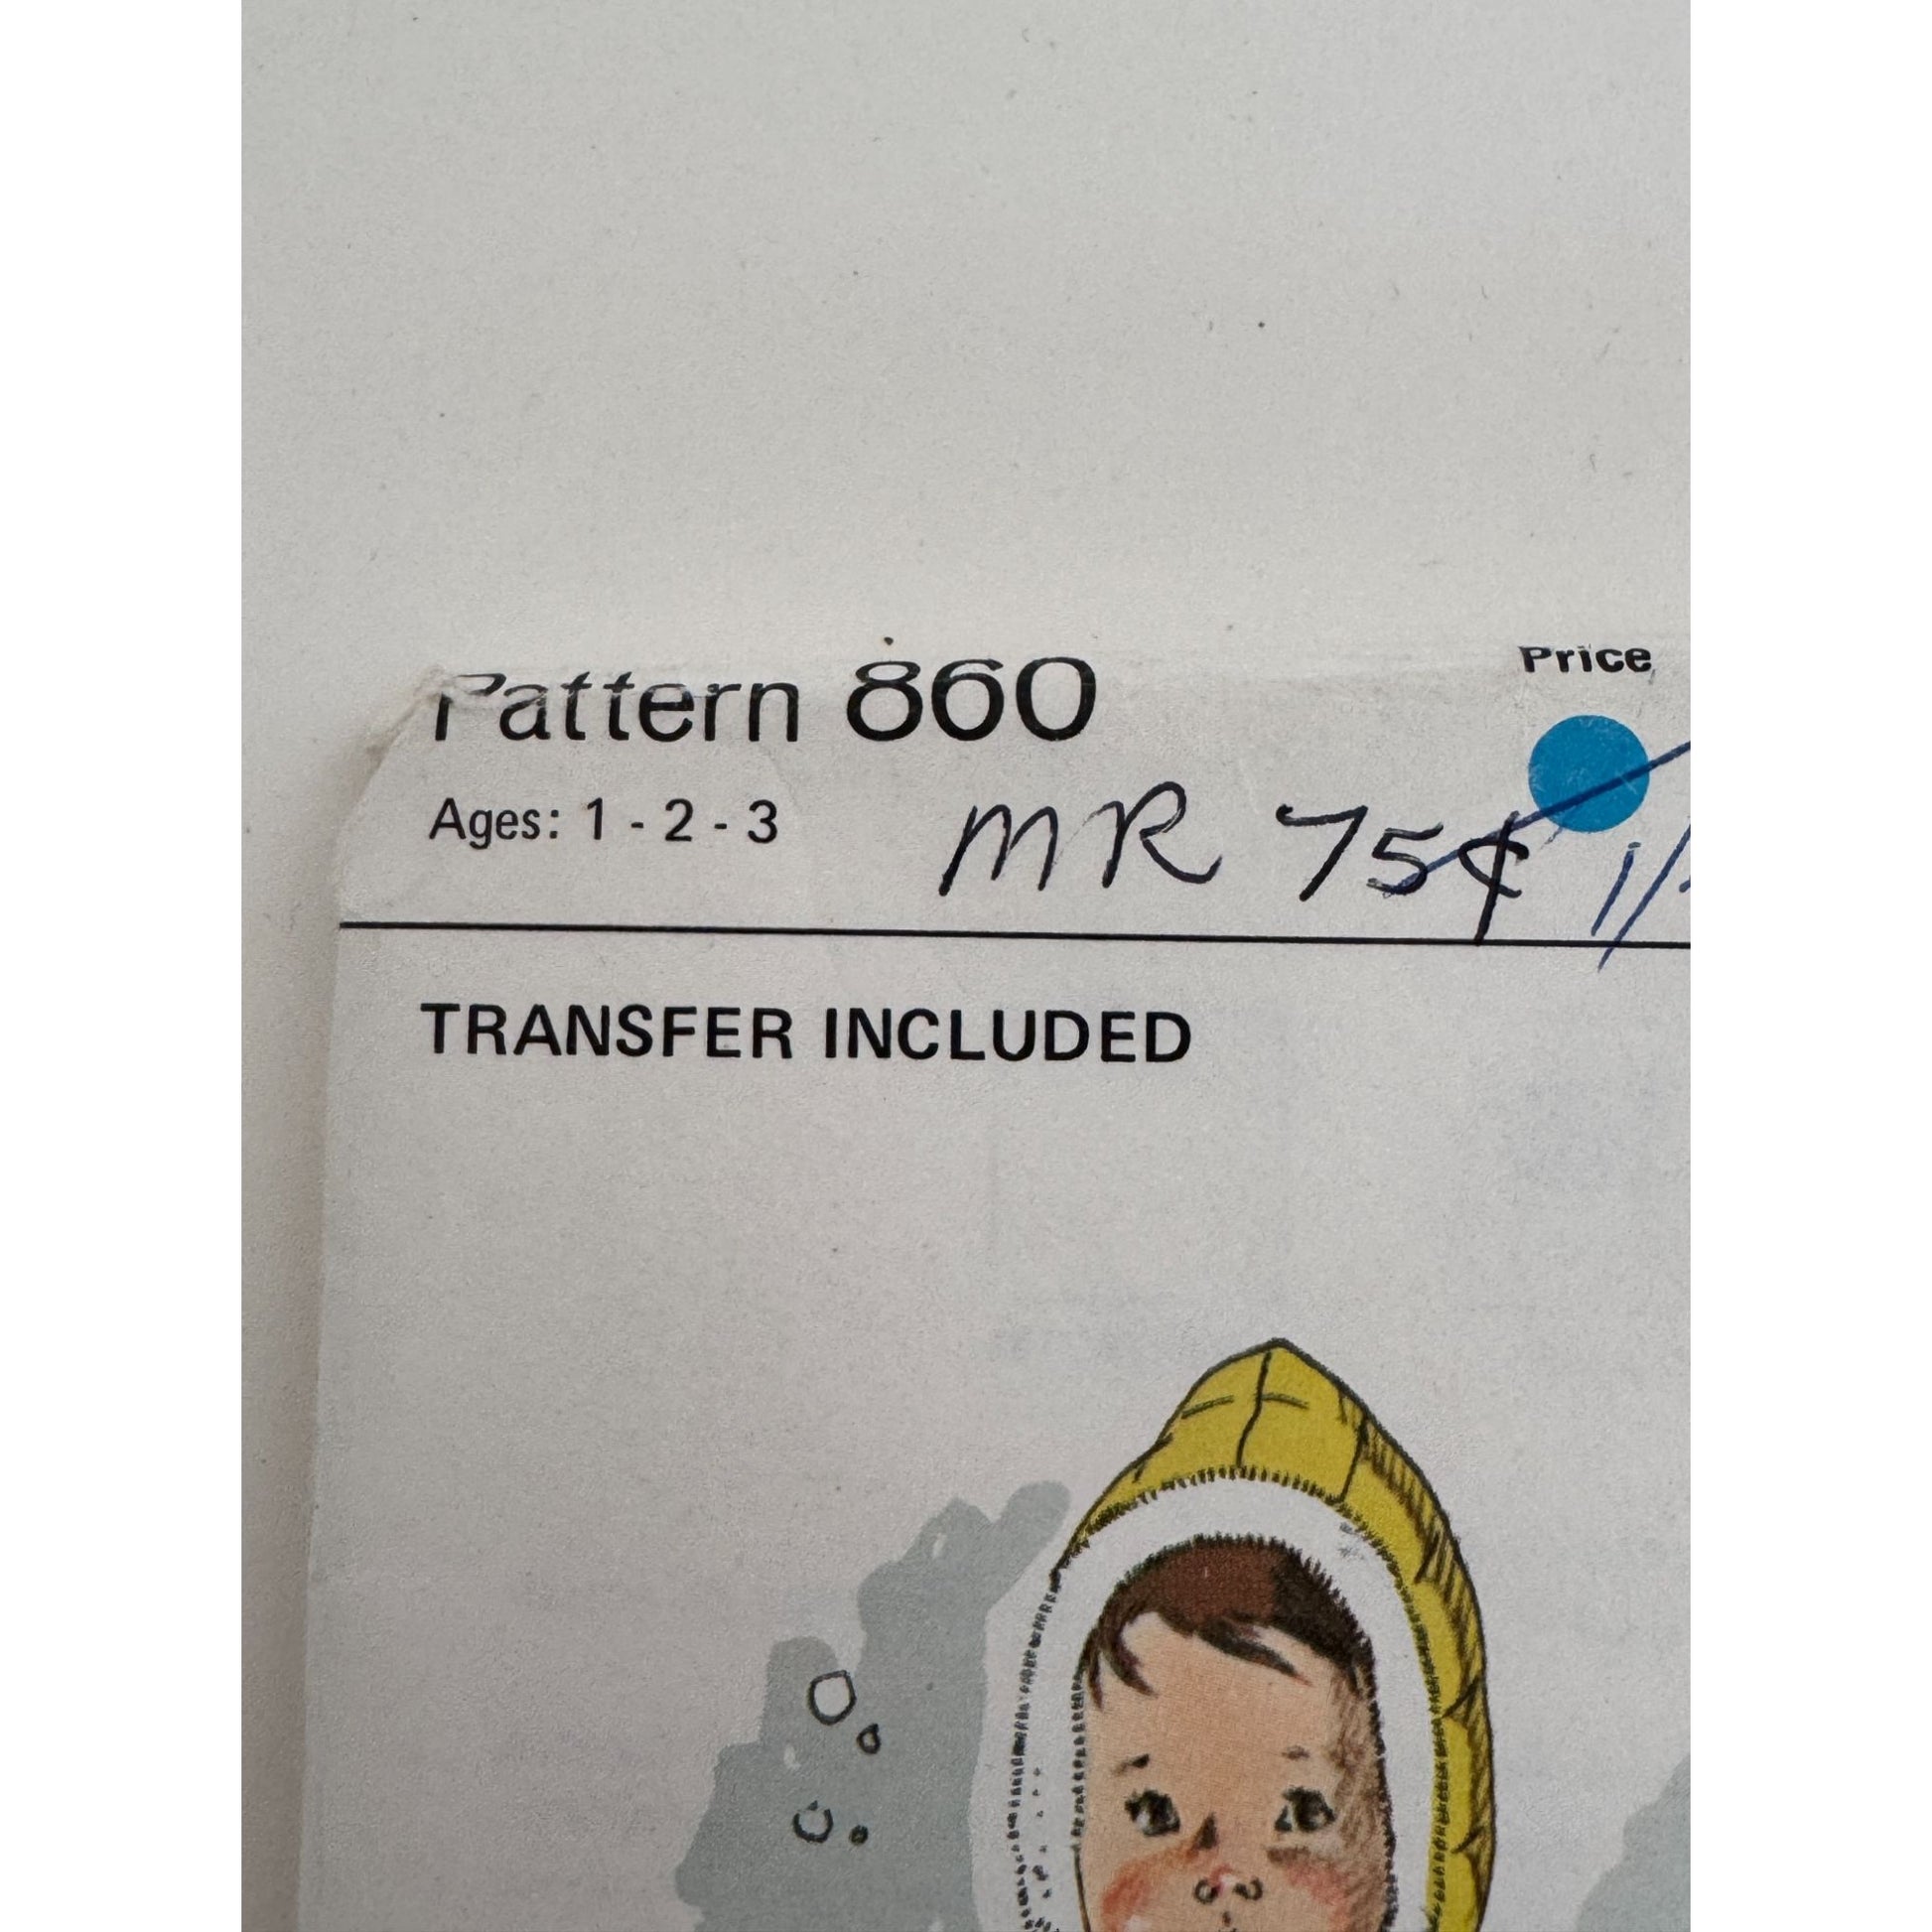 Pattern 860
Price
Ages: 1 - 2 - 3
MR 75¢
TRANSFER INCLUDED